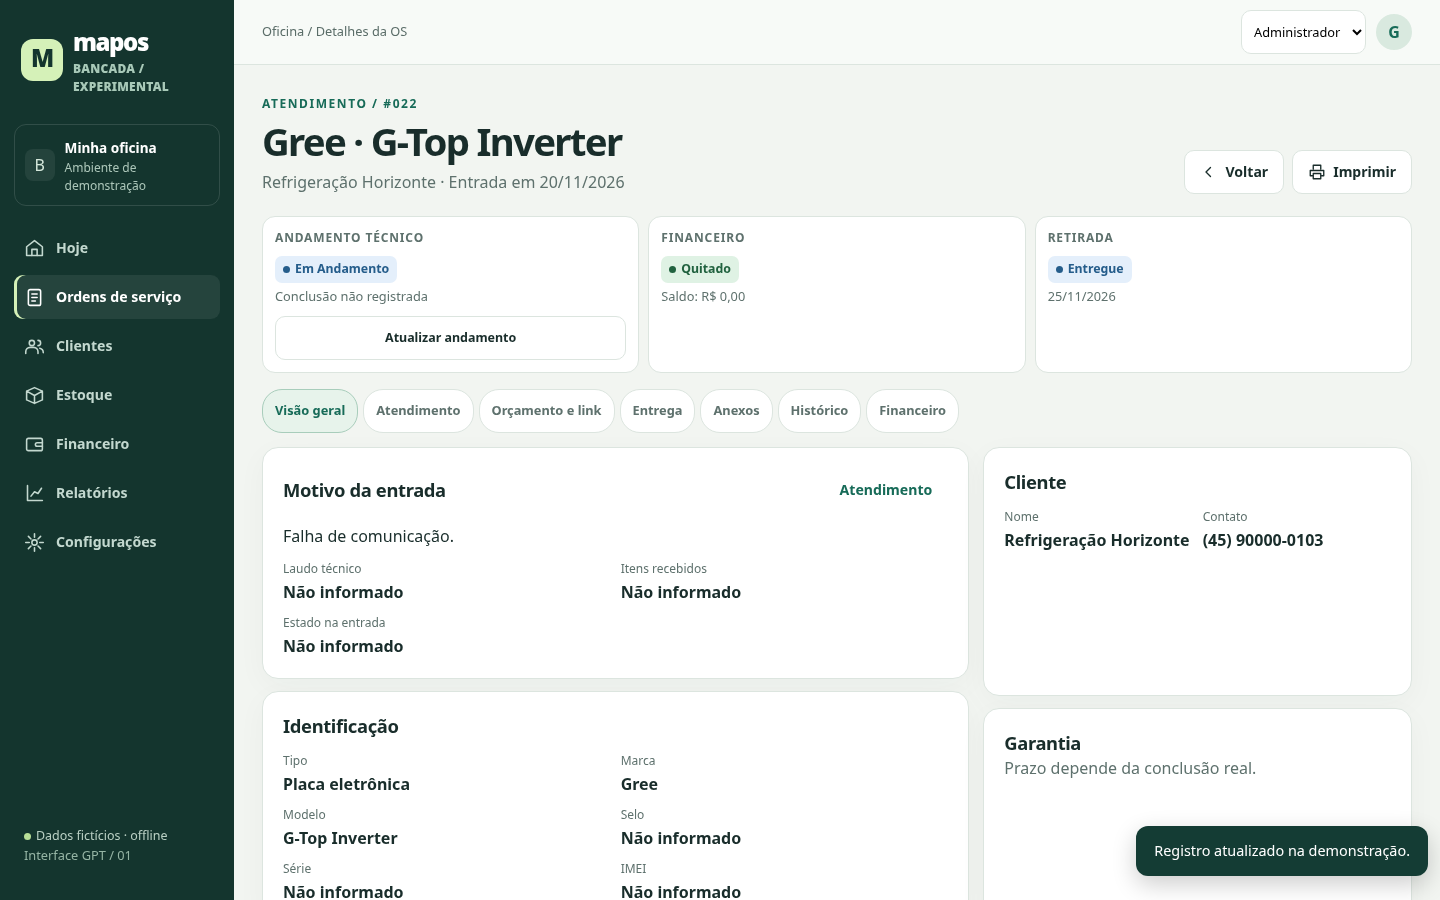 M
mapos
BANCADA /
EXPERIMENTAL
B
Minha oficina
Ambiente de
demonstração
Hoje
Ordens de serviço
Clientes
Estoque
Financeiro
Relatórios
Configurações
Dados fictícios · offline
Interface GPT / 01
Oficina / Detalhes da OS
Administrador
G
ATENDIMENTO / #022
Gree · G-Top Inverter
Refrigeração Horizonte · Entrada em 20/11/2026
Voltar
Imprimir
ANDAMENTO TÉCNICO
Em Andamento
Conclusão não registrada
Atualizar andamento
FINANCEIRO
Quitado
Saldo: R$ 0,00
RETIRADA
Entregue
25/11/2026
Visão geral
Atendimento
Orçamento e link
Entrega
Anexos
Histórico
Financeiro
Motivo da entrada
Atendimento
Falha de comunicação.
Laudo técnico
Não informado
Itens recebidos
Não informado
Estado na entrada
Não informado
Identificação
Tipo
Placa eletrônica
Marca
Gree
Modelo
G-Top Inverter
Selo
Não informado
Série
Não informado
IMEI
Não informado
Cliente
Nome
Refrigeração Horizonte
Contato
(45) 90000-0103
Garantia
Prazo depende da conclusão real.
Registro atualizado na demonstração.